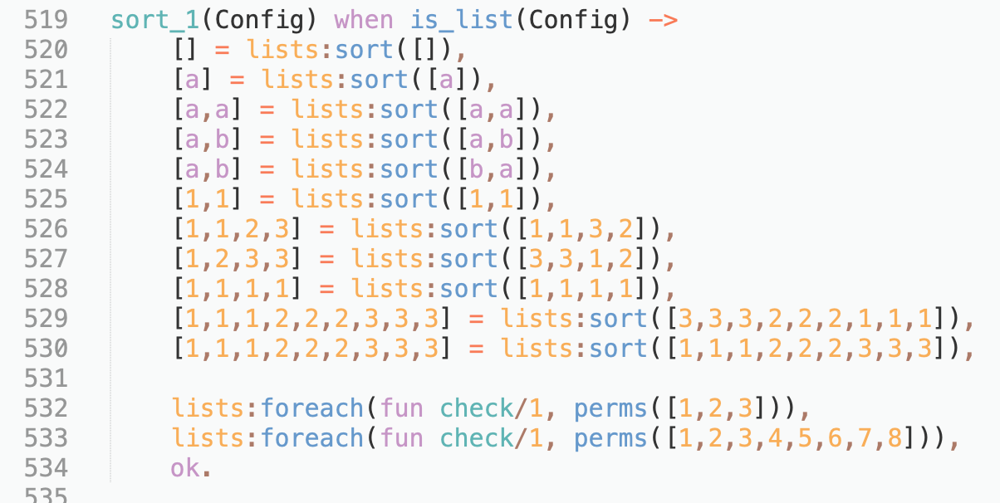 519 sort_1(Config) when is_list(Config) ->
520     [] = lists:sort([]),
521     [a] = lists:sort([a]),
522     [a,a] = lists:sort([a,a]),
523     [a,b] = lists:sort([a,b]),
524     [a,b] = lists:sort([b,a]),
525     [1,1] = lists:sort([1,1]),
526     [1,1,2,3] = lists:sort([1,1,3,2]),
527     [1,2,3,3] = lists:sort([3,3,1,2]),
528     [1,1,1,1] = lists:sort([1,1,1,1]),
529     [1,1,1,2,2,2,3,3,3] = lists:sort([3,3,3,2,2,2,1,1,1]),
530     [1,1,1,2,2,2,3,3,3] = lists:sort([1,1,1,2,2,2,3,3,3]),
531
532     lists:foreach(fun check/1, perms([1,2,3])),
533     lists:foreach(fun check/1, perms([1,2,3,4,5,6,7,8])),
534     ok.
535